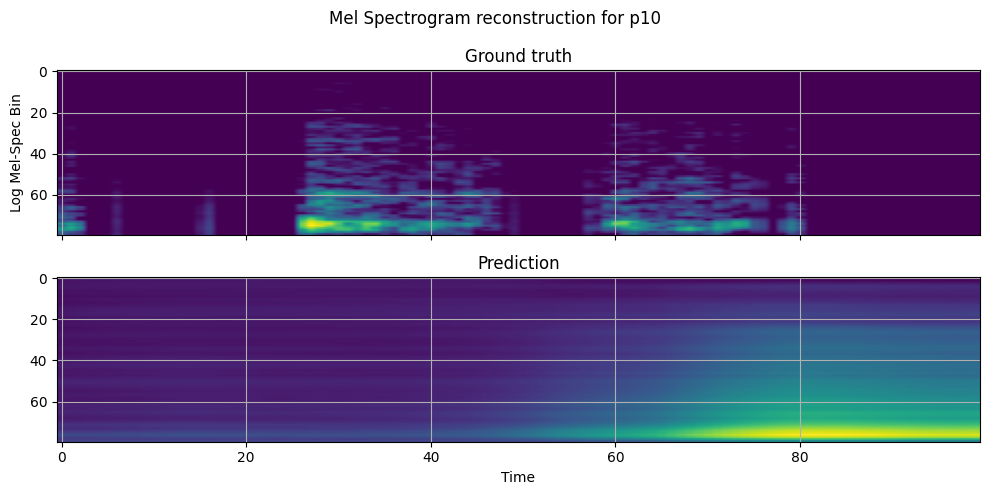 Mel Spectrogram reconstruction for p10
Ground truth
Log Mel-Spec Bin
0
20
40
60
Prediction
0
20
40
60
0 20 40 60 80
Time